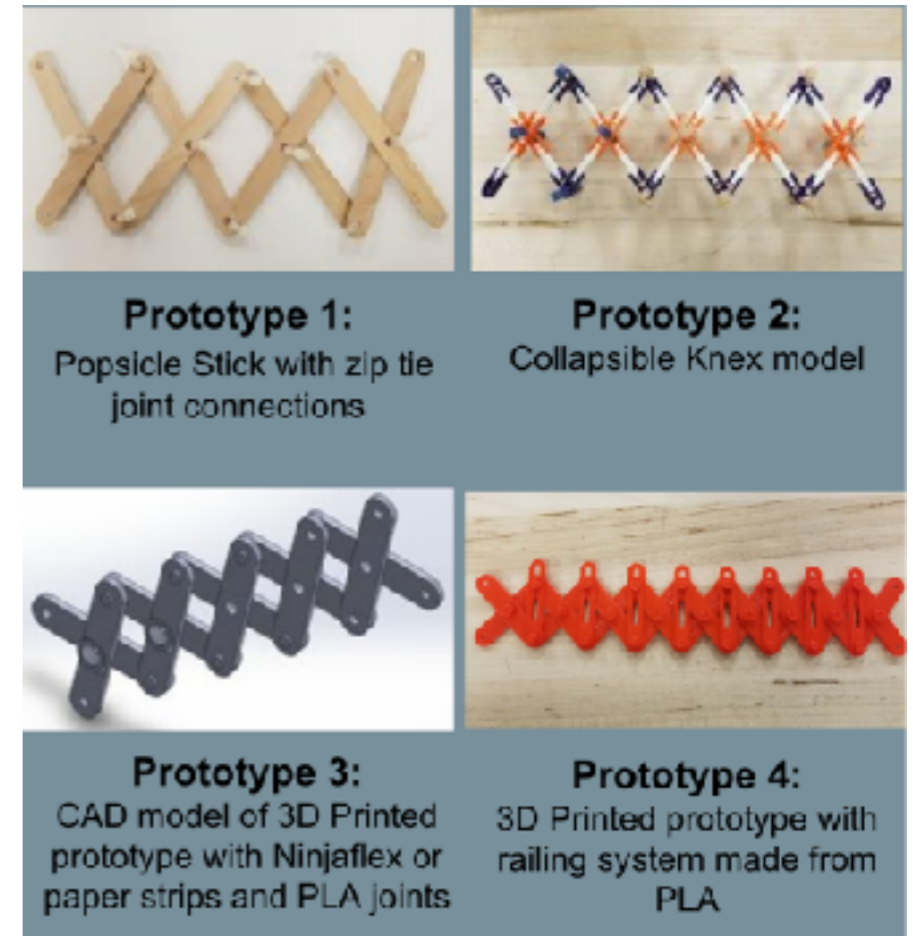 Prototype 1:
Popsicle Stick with zip tie
joint connections
Prototype 2:
Collapsible Knex model
Prototype 3:
CAD model of 3D Printed
prototype with Ninjaflex or
paper strips and PLA joints
Prototype 4:
3D Printed prototype with
railing system made from
PLA